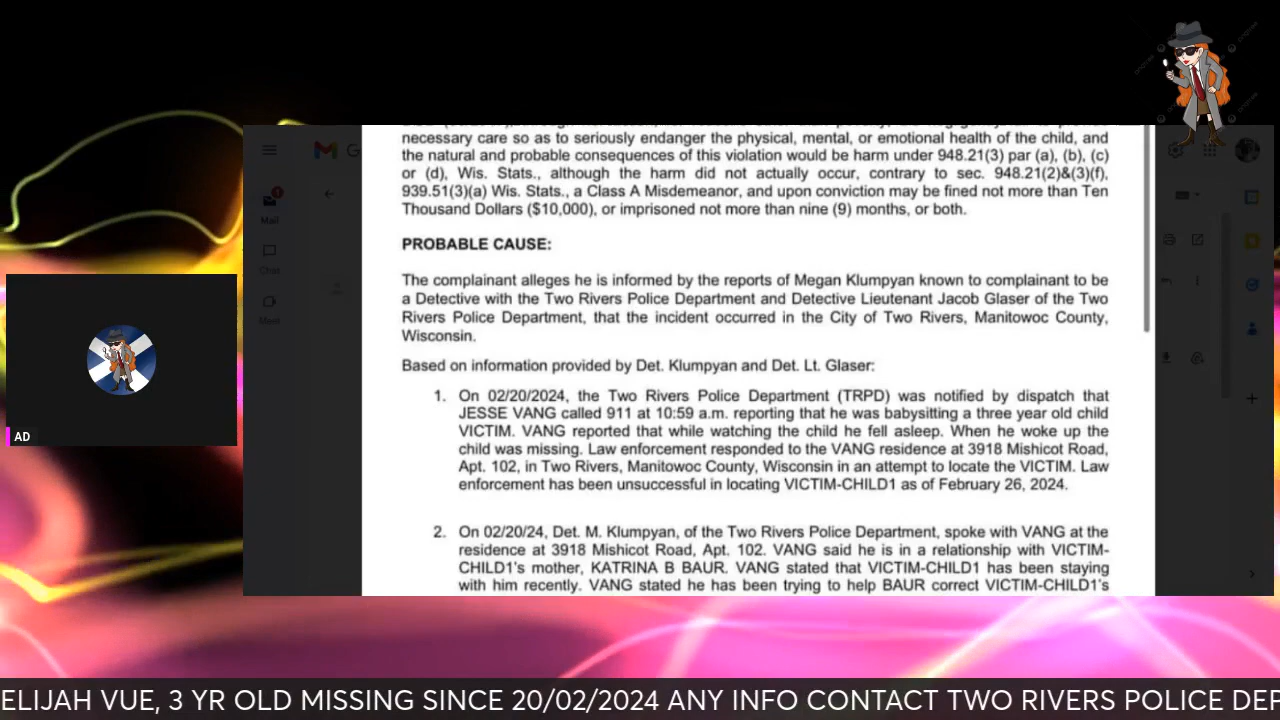 necessary care so as to seriously endanger the physical, mental, or emotional health of the child, and
the natural and probable consequences of this violation would be harm under 948.21(3) par (a), (b), (c)
or (d), Wis. Stats., although the harm did not actually occur, contrary to sec. 948.21(2)&(3)(f),
939.51(3)(a) Wis. Stats., a Class A Misdemeanor, and upon conviction may be fined not more than Ten
Thousand Dollars ($10,000), or imprisoned not more than nine (9) months, or both.
PROBABLE CAUSE:
The complainant alleges he is informed by the reports of Megan Klumpyan known to complainant to be
a Detective with the Two Rivers Police Department and Detective Lieutenant Jacob Glaser of the Two
Rivers Police Department, that the incident occurred in the City of Two Rivers, Manitowoc County,
Wisconsin.
Based on information provided by Det. Klumpyan and Det. Lt. Glaser:
1. On 02/20/2024, the Two Rivers Police Department (TRPD) was notified by dispatch that
JESSE VANG called 911 at 10:59 a.m. reporting that he was babysitting a three year old child
VICTIM. VANG reported that while watching the child he fell asleep. When he woke up the
child was missing. Law enforcement responded to the VANG residence at 3918 Mishicot Road,
Apt. 102, in Two Rivers, Manitowoc County, Wisconsin in an attempt to locate the VICTIM. Law
enforcement has been unsuccessful in locating VICTIM-CHILD1 as of February 26, 2024.
2. On 02/20/24, Det. M. Klumpyan, of the Two Rivers Police Department, spoke with VANG at the
residence at 3918 Mishicot Road, Apt. 102. VANG said he is in a relationship with VICTIM-
CHILD1's mother, KATRINA B BAUR. VANG stated that VICTIM-CHILD1 has been staying
with him recently. VANG stated he has been trying to help BAUR correct VICTIM-CHILD1's
Mail
Chat
Meet
G
AD
ELIJAH VUE, 3 YR OLD MISSING SINCE 20/02/2024 ANY INFO CONTACT TWO RIVERS POLICE DEP